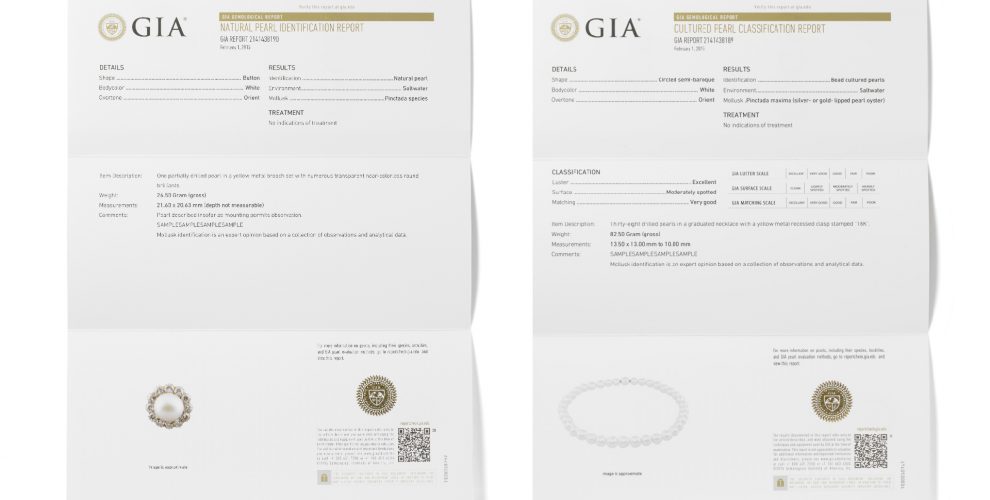 Verify this report at gia.edu
GIA GEMOLOGICAL REPORT
GIA
NATURAL PEARL IDENTIFICATION REPORT
GIA REPORT 2141438190
February 1, 2015
DETAILS
Shape Button
Bodycolor White
Overtone Orient
RESULTS
Identification Natural pearl
Environment Saltwater
Mollusk Pinctada species
TREATMENT
No indications of treatment
Item Description: One partially drilled pearl in a yellow metal brooch set with numerous transparent near-colorless round
brilliants.
Weight: 26.50 Gram (gross)
Measurements: 21.60 x 20.63 mm (depth not measurable)
Comments: Pearl described insofar as mounting permits observation.
SAMPLESAMPLESAMPLESAMPLE
Mollusk identification is an expert opinion based on a collection of observations and analytical data.
For more information on pearls, including their species, localities,
and GIA pearl evaluation methods, go to reportcheck.gia.edu and
view this report.
reportcheck.gia.edu
Image is approximate
Verify this report at gia.edu
GIA GEMOLOGICAL REPORT
GIA
CULTURED PEARL CLASSIFICATION REPORT
GIA REPORT 2141438189
February 1, 2015
DETAILS
Shape Circled semi-baroque
Bodycolor White
Overtone Orient
RESULTS
Identification Bead cultured pearls
Environment Saltwater
Mollusk Pinctada maxima (silver- or gold- lipped pearl oyster)
TREATMENT
No indications of treatment
CLASSIFICATION
Luster Excellent
Surface Moderately spotted
Matching Very good
GIA LUSTER SCALE EXCELLENT VERY GOOD GOOD FAIR POOR
GIA SURFACE SCALE CLEAN LIGHTLY SPOTTED MODERATELY SPOTTED HEAVILY SPOTTED
GIA MATCHING SCALE EXCELLENT VERY GOOD GOOD FAIR POOR
Item Description: Thirty-eight drilled pearls in a graduated necklace with a yellow metal recessed clasp stamped "18K".
Weight: 82.50 Gram (gross)
Measurements: 13.50 x 13.00 mm to 10.80 mm
Comments: SAMPLESAMPLESAMPLESAMPLE
Mollusk identification is an expert opinion based on a collection of observations and analytical data.
For more information on pearls, including their species, localities,
and GIA pearl evaluation methods, go to reportcheck.gia.edu and
view this report.
reportcheck.gia.edu
Image is approximate